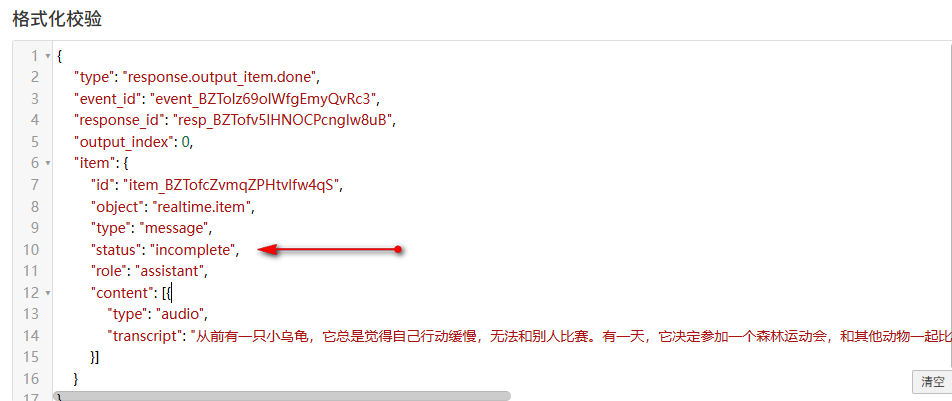 格式化校验
1 {
2 "type": "response.output_item.done",
3 "event_id": "event_BZTolz69olWfgEmyQvRc3",
4 "response_id": "resp_BZTofv5lHNOCPcnglw8uB",
5 "output_index": 0,
6 "item": {
7 "id": "item_BZTofcZvmqZPHtvlfw4qS",
8 "object": "realtime.item",
9 "type": "message",
10 "status": "incomplete",
11 "role": "assistant",
12 "content": [{
13 "type": "audio",
14 "transcript": "从前有一只小乌龟，它总是觉得自己行动缓慢，无法和别人比赛。有一天，它决定参加一个森林运动会，和其他动物一起比
15 }]
16 }
17 }
清空